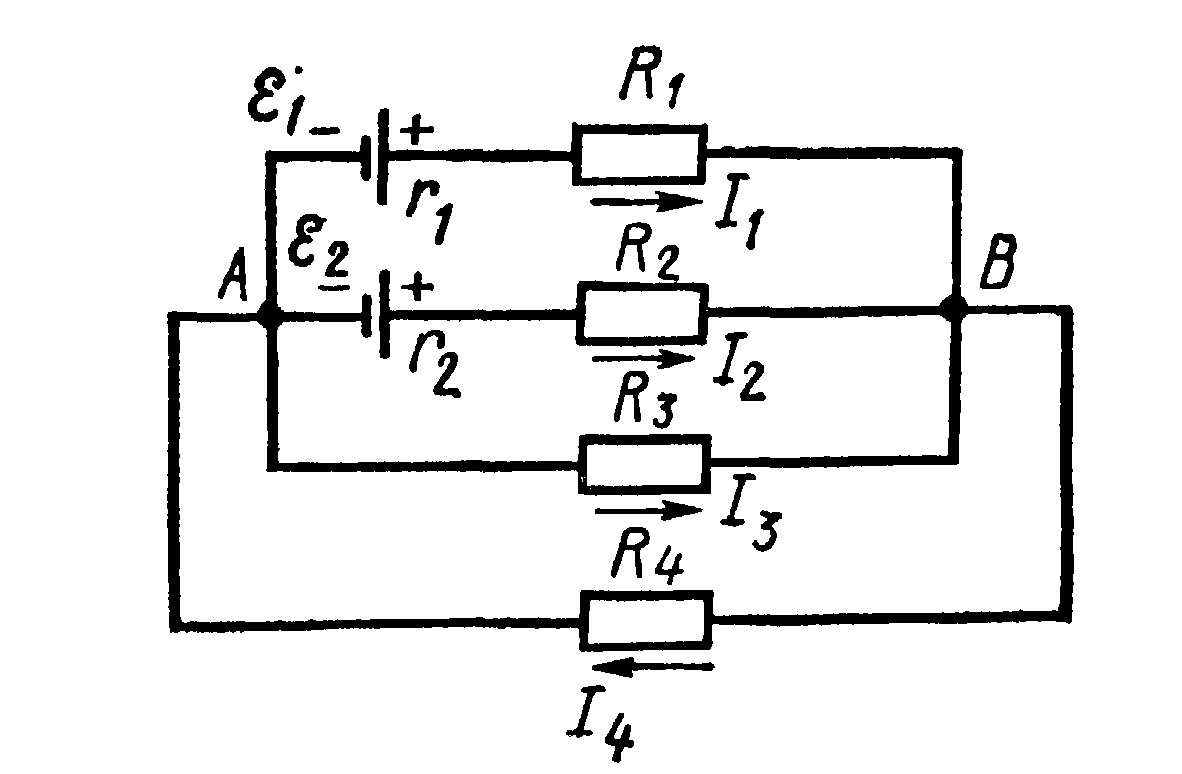 R1
ℰ1 − +
r1 I1
ℰ2 R2
A B
− +
r2 I2
R3
I3
R4
I4